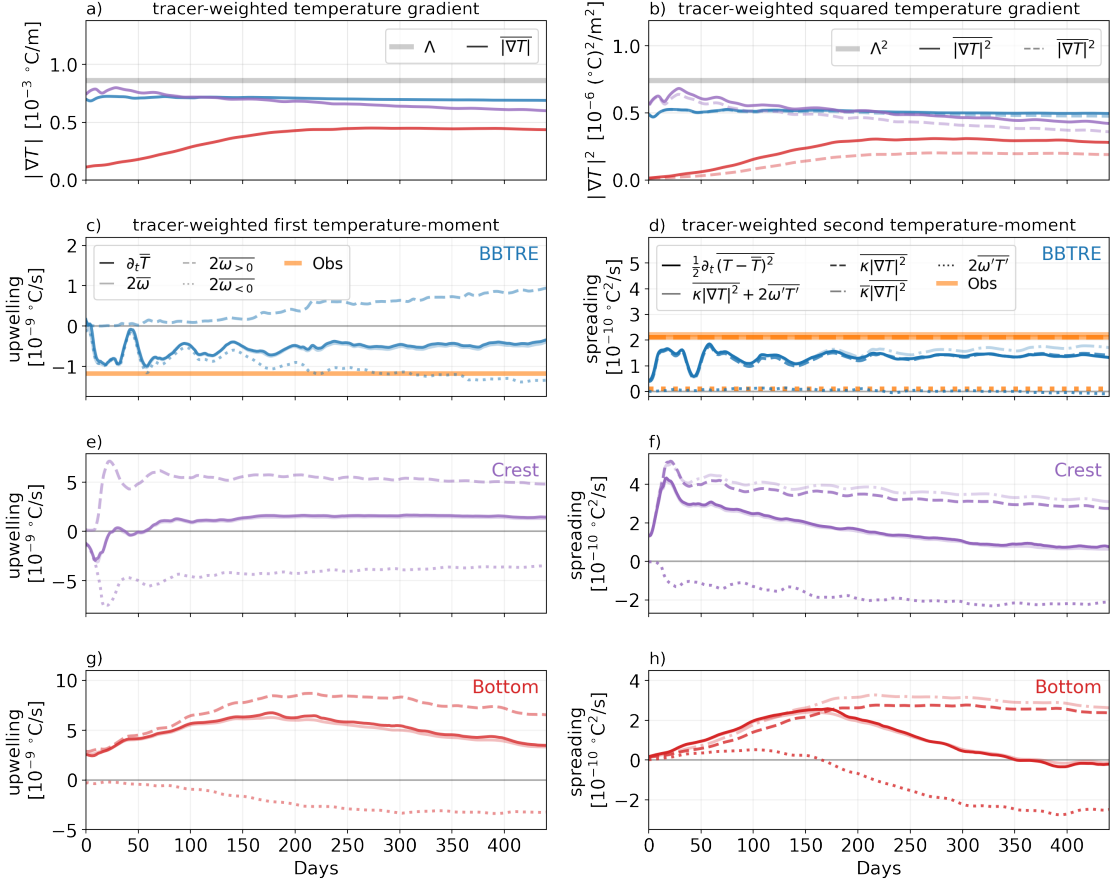 a) tracer-weighted temperature gradient
|∇T| [10⁻³ °C/m]
1.0
0.5
0.0
Λ
|∇T|‾
b) tracer-weighted squared temperature gradient
|∇T|² [10⁻⁶ (°C)²/m²]
1.0
0.5
0.0
Λ²
|∇T|²‾
|∇T|‾²
c) tracer-weighted first temperature-moment
upwelling
[10⁻⁹ °C/s]
2
1
0
−1
∂ₜT̅
2ω̅
2ω>0‾
2ω<0‾
Obs
BBTRE
d) tracer-weighted second temperature-moment
spreading
[10⁻¹⁰ °C²/s]
5
4
3
2
1
0
½∂ₜ(T − T̅)²‾
κ|∇T|²‾ + 2ω′T′‾
κ|∇T|²‾
κ̅|∇T|²‾
2ω′T′‾
Obs
BBTRE
e)
upwelling
[10⁻⁹ °C/s]
5
0
−5
Crest
f)
spreading
[10⁻¹⁰ °C²/s]
4
2
0
−2
Crest
g)
upwelling
[10⁻⁹ °C/s]
10
5
0
−5
Bottom
0 50 100 150 200 250 300 350 400
Days
h)
spreading
[10⁻¹⁰ °C²/s]
4
2
0
−2
Bottom
0 50 100 150 200 250 300 350 400
Days